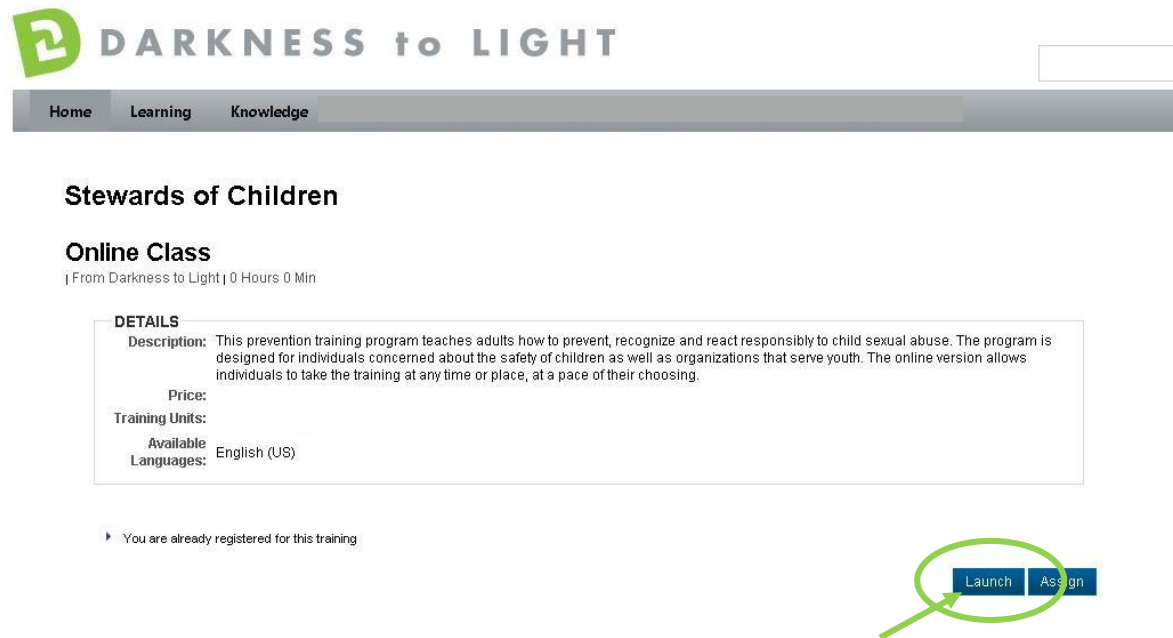 DARKNESS to LIGHT
Home Learning Knowledge
Stewards of Children
Online Class
| From Darkness to Light | 0 Hours 0 Min
DETAILS
Description: This prevention training program teaches adults how to prevent, recognize and react responsibly to child sexual abuse. The program is
designed for individuals concerned about the safety of children as well as organizations that serve youth. The online version allows
individuals to take the training at any time or place, at a pace of their choosing.
Price:
Training Units:
Available
Languages: English (US)
You are already registered for this training
Launch Assign